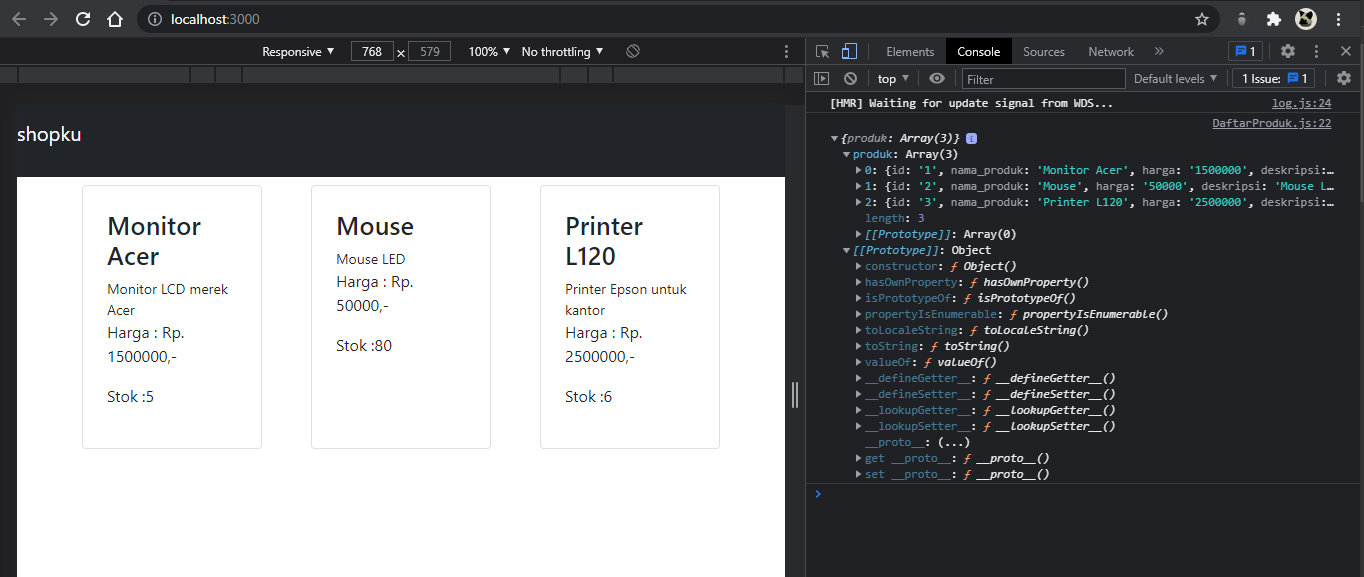 localhost:3000
Responsive ▼ 768 × 579 100% ▼ No throttling ▼
Elements Console Sources Network » 1
top ▼ Filter Default levels ▼ 1 Issue: 1
shopku
Monitor
Acer
Monitor LCD merek
Acer
Harga : Rp.
1500000,-
Stok :5
Mouse
Mouse LED
Harga : Rp.
50000,-
Stok :80
Printer
L120
Printer Epson untuk
kantor
Harga : Rp.
2500000,-
Stok :6
[HMR] Waiting for update signal from WDS... log.js:24
DaftarProduk.js:22
▼{produk: Array(3)} i
▼produk: Array(3)
▶0: {id: '1', nama_produk: 'Monitor Acer', harga: '1500000', deskripsi:…
▶1: {id: '2', nama_produk: 'Mouse', harga: '50000', deskripsi: 'Mouse L…
▶2: {id: '3', nama_produk: 'Printer L120', harga: '2500000', deskripsi:…
length: 3
▶[[Prototype]]: Array(0)
▼[[Prototype]]: Object
▶constructor: ƒ Object()
▶hasOwnProperty: ƒ hasOwnProperty()
▶isPrototypeOf: ƒ isPrototypeOf()
▶propertyIsEnumerable: ƒ propertyIsEnumerable()
▶toLocaleString: ƒ toLocaleString()
▶toString: ƒ toString()
▶valueOf: ƒ valueOf()
▶__defineGetter__: ƒ __defineGetter__()
▶__defineSetter__: ƒ __defineSetter__()
▶__lookupGetter__: ƒ __lookupGetter__()
▶__lookupSetter__: ƒ __lookupSetter__()
__proto__: (...)
▶get __proto__: ƒ __proto__()
▶set __proto__: ƒ __proto__()